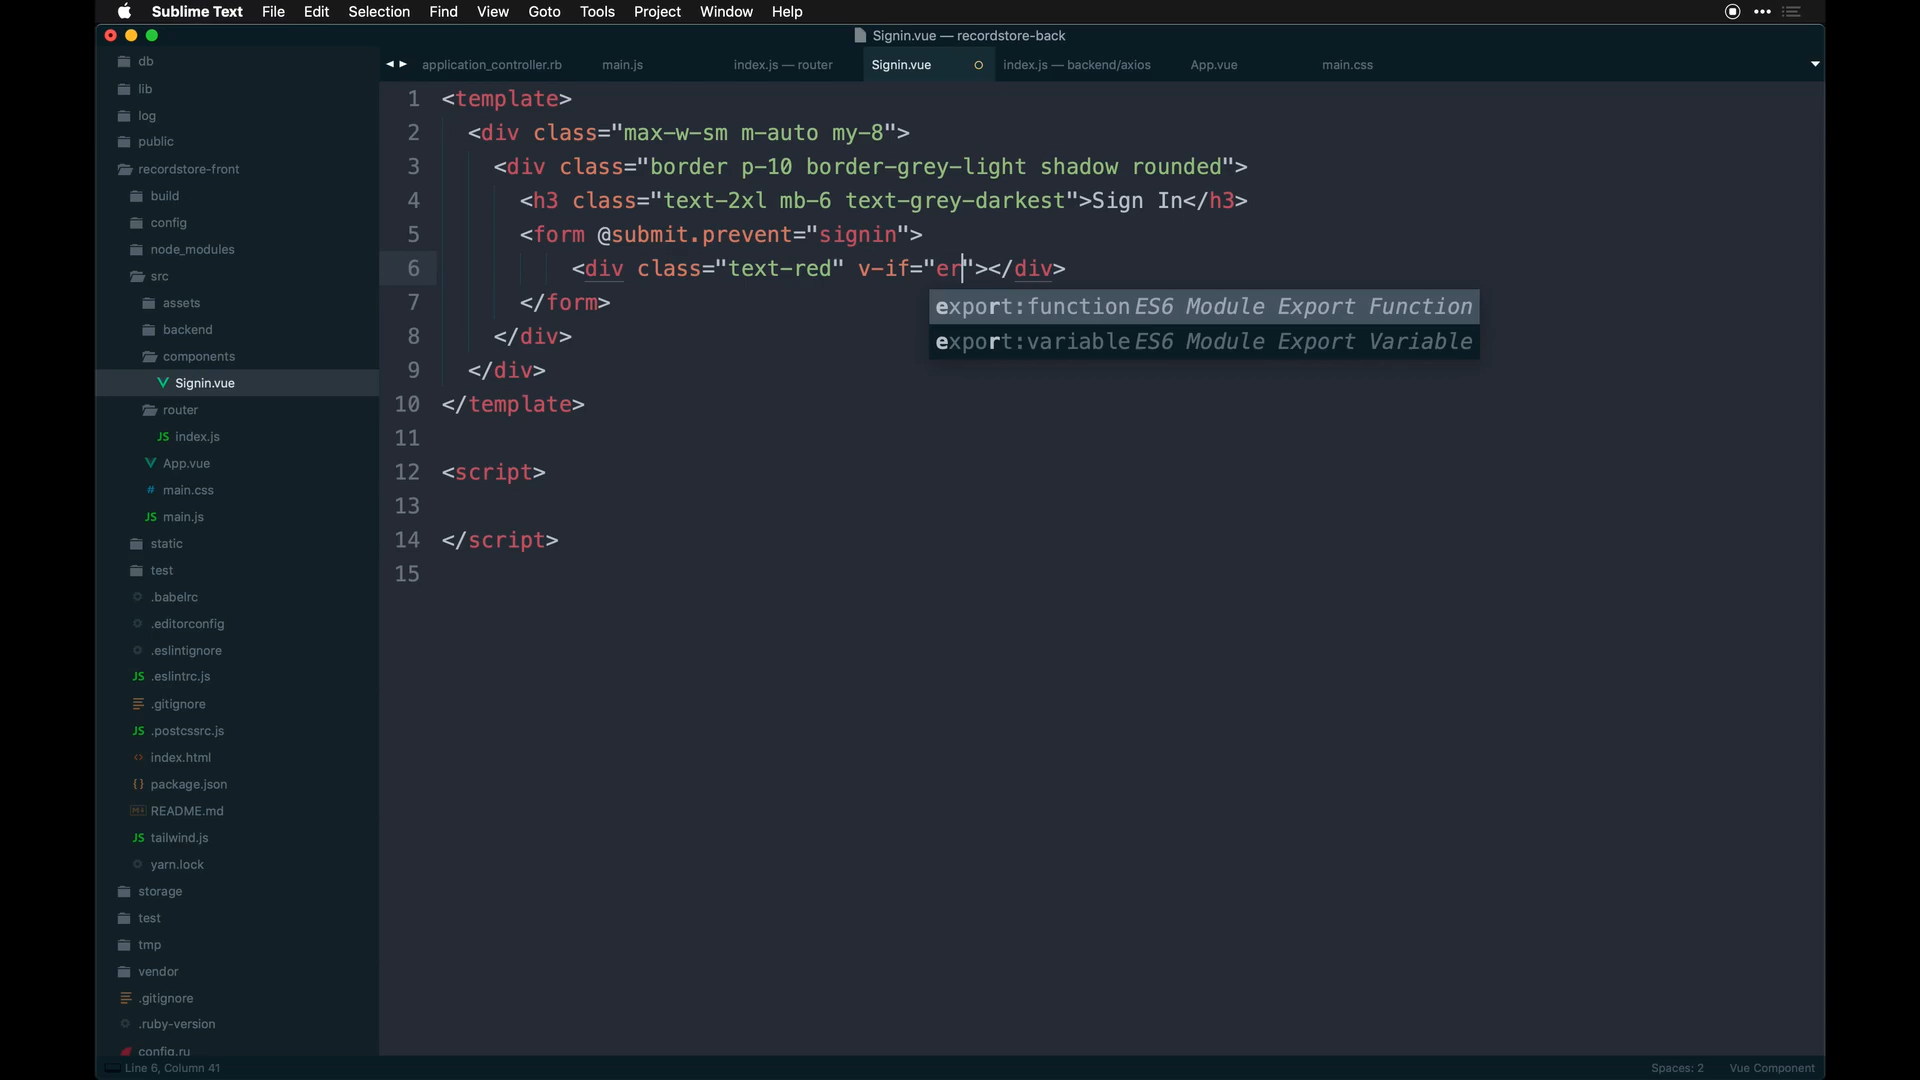 Sublime Text File Edit Selection Find View Goto Tools Project Window Help
Signin.vue — recordstore-back
application_controller.rb main.js index.js — router Signin.vue index.js — backend/axios App.vue main.css
db
lib
log
public
recordstore-front
build
config
node_modules
src
assets
backend
components
Signin.vue
router
JS index.js
App.vue
# main.css
JS main.js
static
test
.babelrc
.editorconfig
.eslintignore
JS .eslintrc.js
.gitignore
JS .postcssrc.js
<> index.html
JS .postcssrc.js
{} package.json
README.md
JS tailwind.js
yarn.lock
storage
test
tmp
vendor
.gitignore
.ruby-version
config.ru
1 <template>
2 <div class="max-w-sm m-auto my-8">
3 <div class="border p-10 border-grey-light shadow rounded">
4 <h3 class="text-2xl mb-6 text-grey-darkest">Sign In</h3>
5 <form @submit.prevent="signin">
6 <div class="text-red" v-if="er"></div>
7 </form>
8 </div>
9 </div>
10 </template>
11
12 <script>
13
14 </script>
15
export:function ES6 Module Export Function
export:variable ES6 Module Export Variable
Line 6, Column 41
Spaces: 2 Vue Component